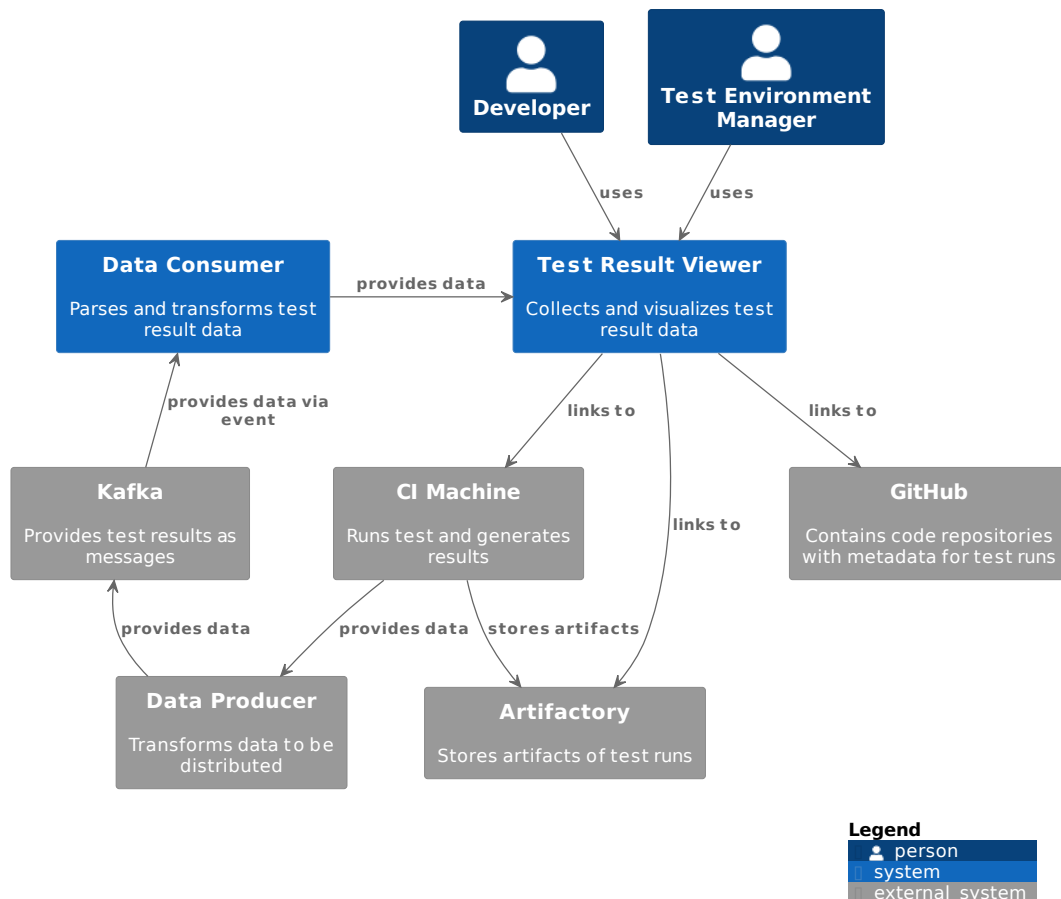 Developer
Test Environment
Manager
uses
uses
Data Consumer
Parses and transforms test
result data
provides data
Test Result Viewer
Collects and visualizes test
result data
provides data via
event
links to
links to
links to
Kafka
Provides test results as
messages
CI Machine
Runs test and generates
results
GitHub
Contains code repositories
with metadata for test runs
provides data
provides data
stores artifacts
Data Producer
Transforms data to be
distributed
Artifactory
Stores artifacts of test runs
Legend
person
system
external_system